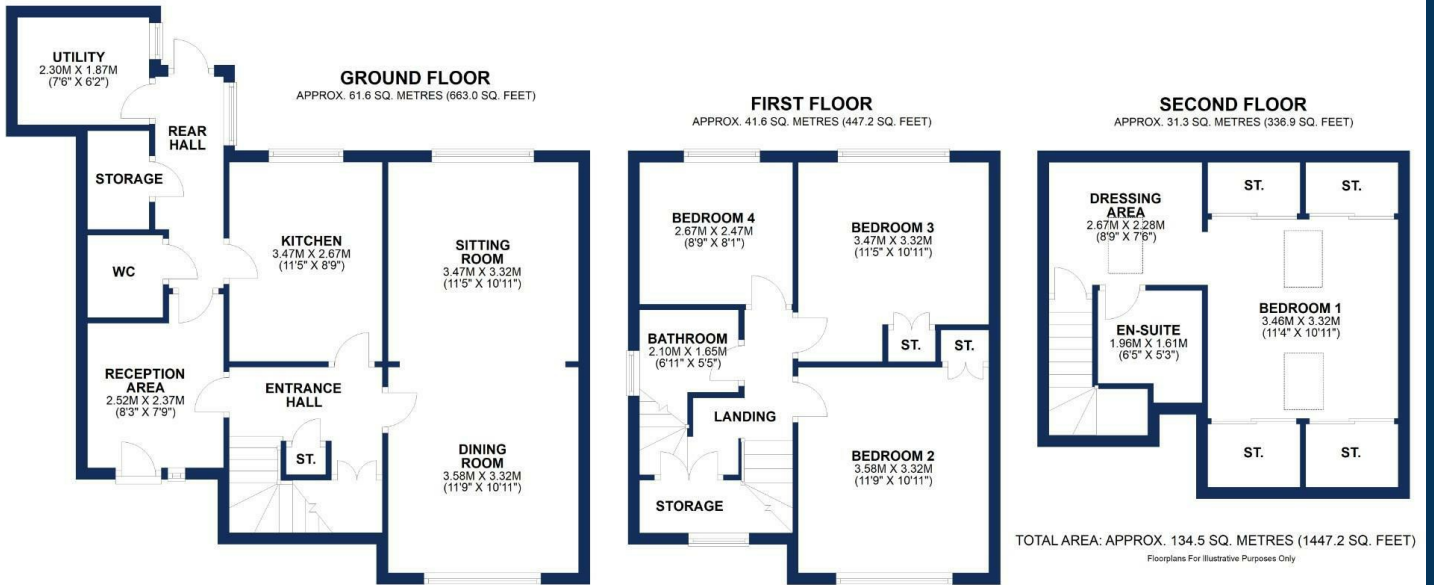 GROUND FLOOR
APPROX. 61.6 SQ. METRES (663.0 SQ. FEET)
UTILITY
2.30M X 1.87M
(7'6" X 6'2")
REAR
HALL
STORAGE
WC
KITCHEN
3.47M X 2.67M
(11'5" X 8'9")
SITTING
ROOM
3.47M X 3.32M
(11'5" X 10'11")
RECEPTION
AREA
2.52M X 2.37M
(8'3" X 7'9")
ENTRANCE
HALL
ST.
DINING
ROOM
3.58M X 3.32M
(11'9" X 10'11")
FIRST FLOOR
APPROX. 41.6 SQ. METRES (447.2 SQ. FEET)
BEDROOM 4
2.67M X 2.47M
(8'9" X 8'1")
BEDROOM 3
3.47M X 3.32M
(11'5" X 10'11")
BATHROOM
2.10M X 1.65M
(6'11" X 5'5")
ST.
ST.
LANDING
BEDROOM 2
3.58M X 3.32M
(11'9" X 10'11")
STORAGE
SECOND FLOOR
APPROX. 31.3 SQ. METRES (336.9 SQ. FEET)
DRESSING
AREA
2.67M X 2.28M
(8'9" X 7'6")
ST.
ST.
BEDROOM 1
3.46M X 3.32M
(11'4" X 10'11")
EN-SUITE
1.96M X 1.61M
(6'5" X 5'3")
ST.
ST.
TOTAL AREA: APPROX. 134.5 SQ. METRES (1447.2 SQ. FEET)
Floorplans For Illustrative Purposes Only